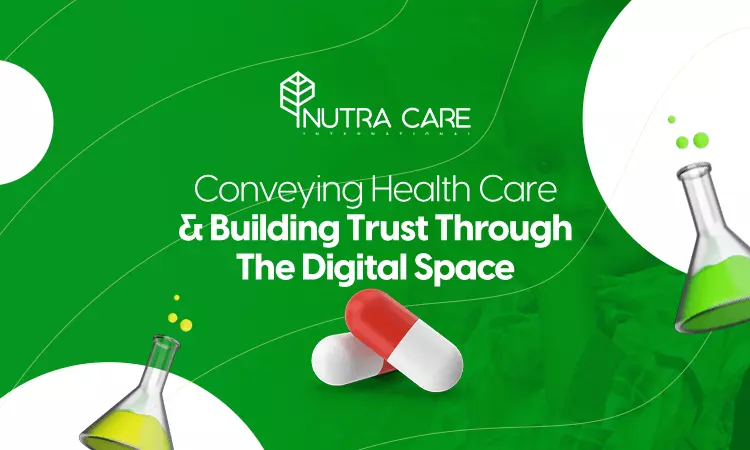 NUTRA CARE
INTERNATIONAL
Conveying Health Care
& Building Trust Through
The Digital Space